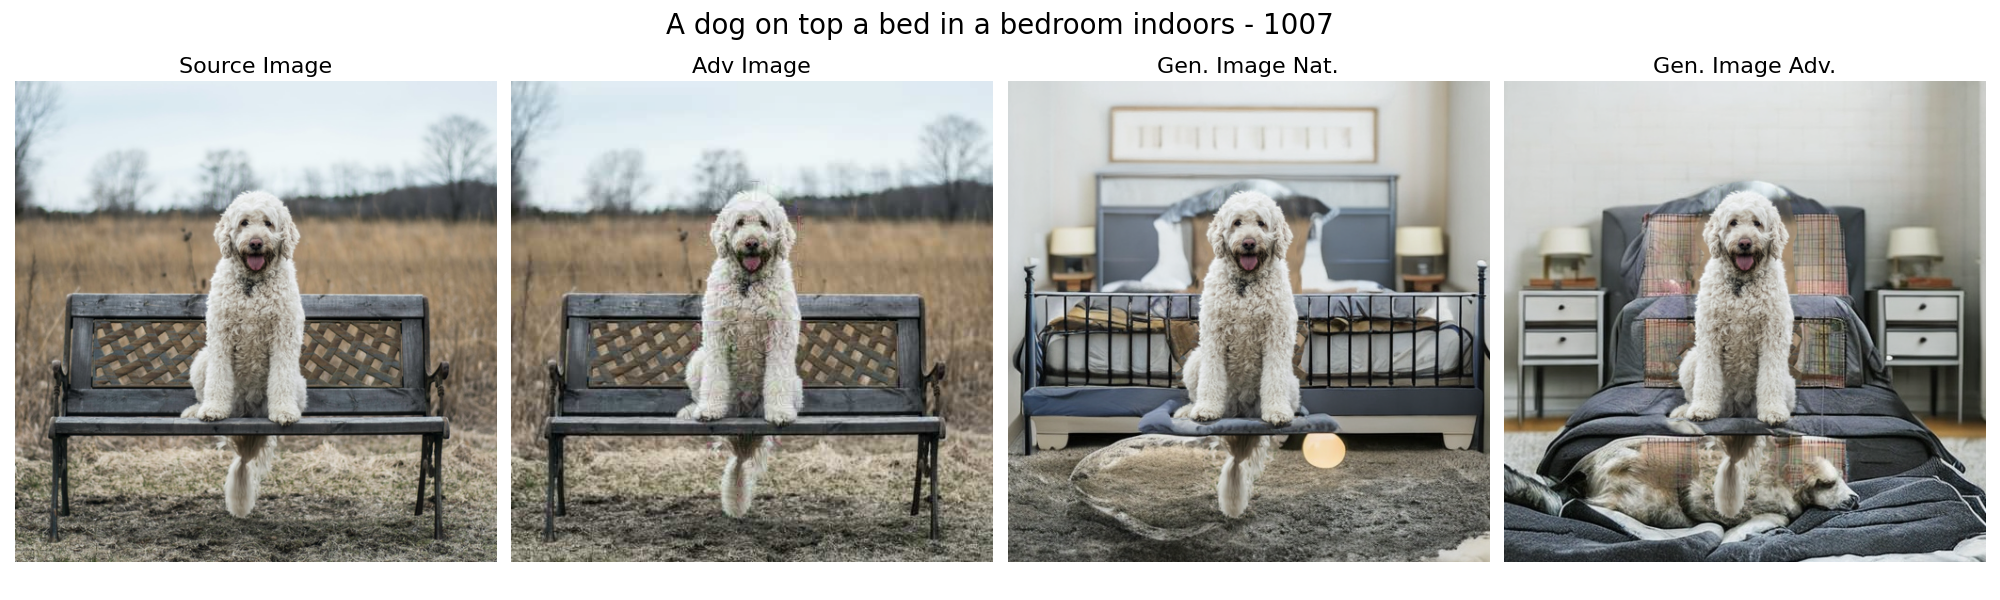 A dog on top a bed in a bedroom indoors - 1007
Source Image
Adv Image
Gen. Image Nat.
Gen. Image Adv.